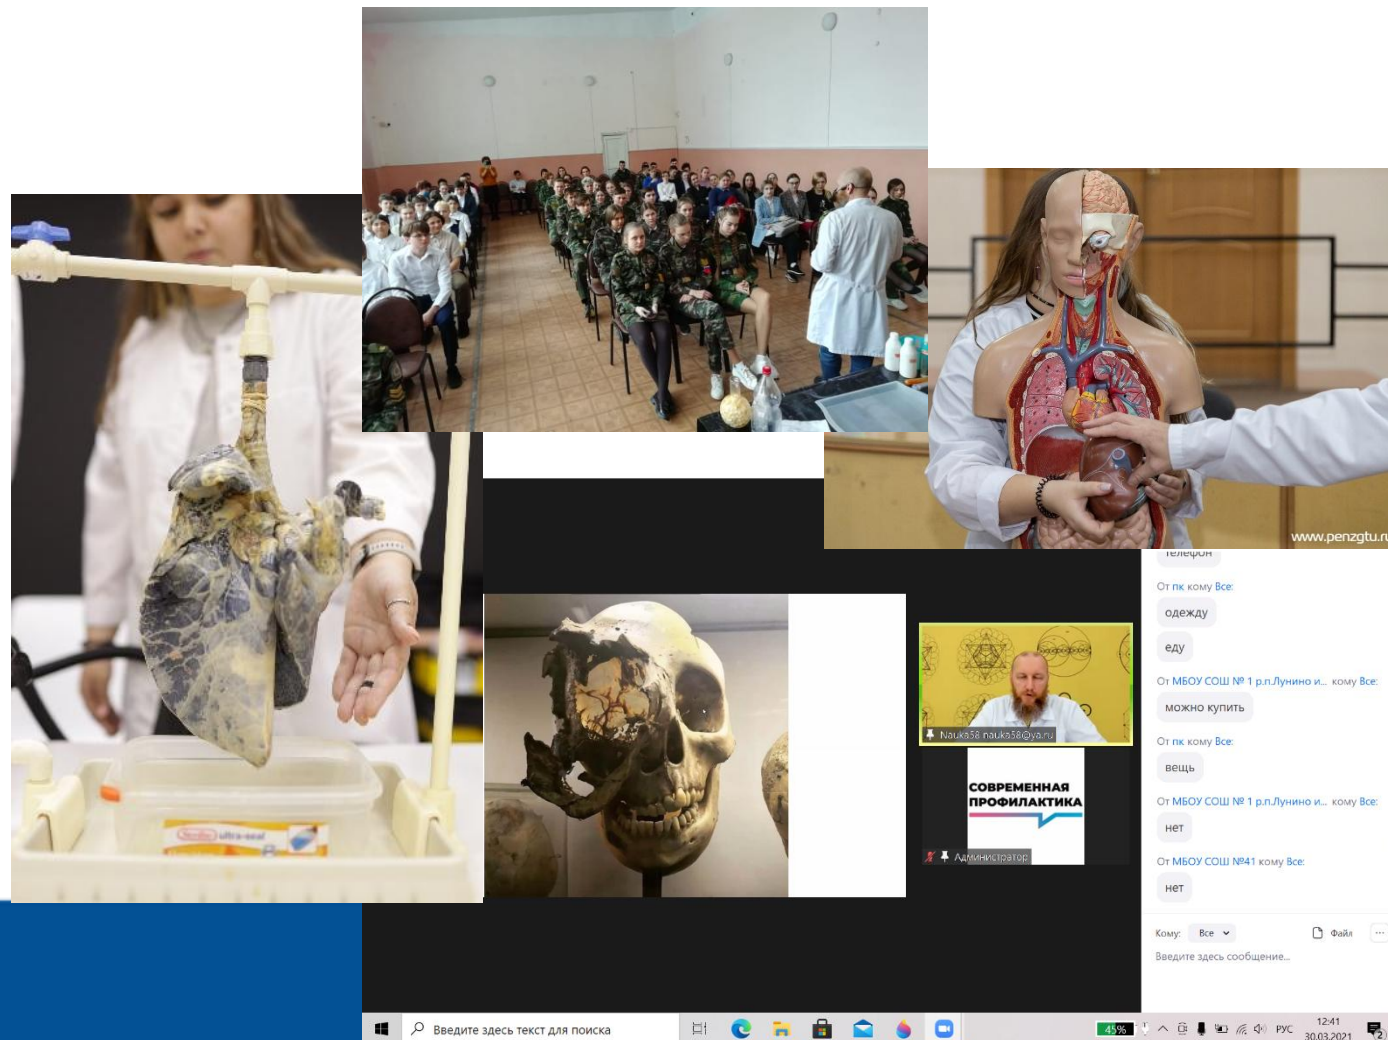 www.penzgtu.ru
телефон
От пк кому Все:
одежду
еду
От МБОУ СОШ № 1 р.п.Лунино и... кому Все:
можно купить
От пк кому Все:
вещь
От МБОУ СОШ № 1 р.п.Лунино и... кому Все:
нет
От МБОУ СОШ №41 кому Все:
нет
Кому: Все
Файл
Введите здесь сообщение...
Nauka58 nauka58@ya.ru
СОВРЕМЕННАЯ
ПРОФИЛАКТИКА
Администратор
ultra-seal
Введите здесь текст для поиска
45%
РУС
12:41
30.03.2021
2